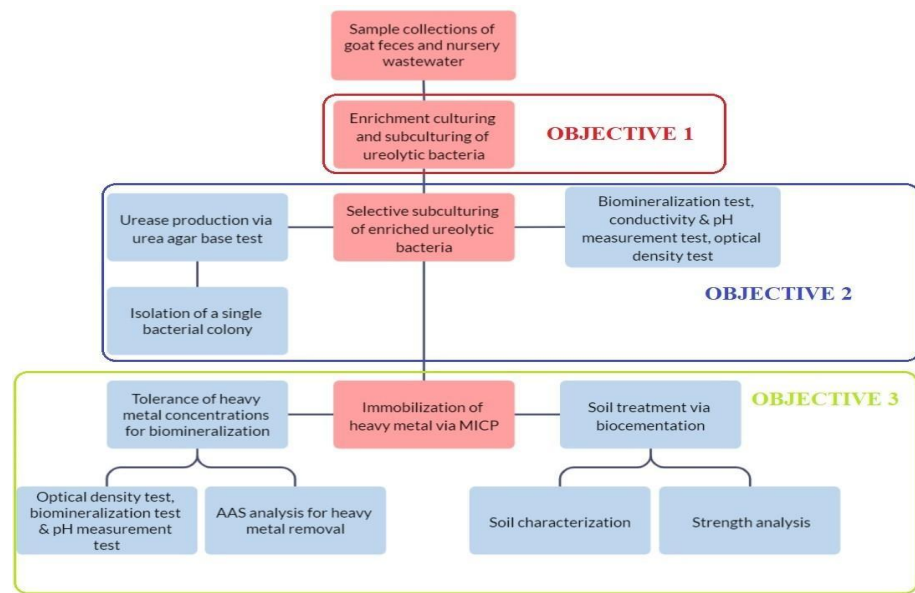 Sample collections of
goat feces and nursery
wastewater
Enrichment culturing
and subculturing of
ureolytic bacteria
OBJECTIVE 1
Urease production via
urea agar base test
Selective subculturing
of enriched ureolytic
bacteria
Biomineralization test,
conductivity & pH
measurement test, optical
density test
OBJECTIVE 2
Isolation of a single
bacterial colony
Tolerance of heavy
metal concentrations
for biomineralization
Immobilization of
heavy metal via MICP
Soil treatment via
biocementation
OBJECTIVE 3
Optical density test,
biomineralization test
& pH measurement
test
AAS analysis for heavy
metal removal
Soil characterization
Strength analysis